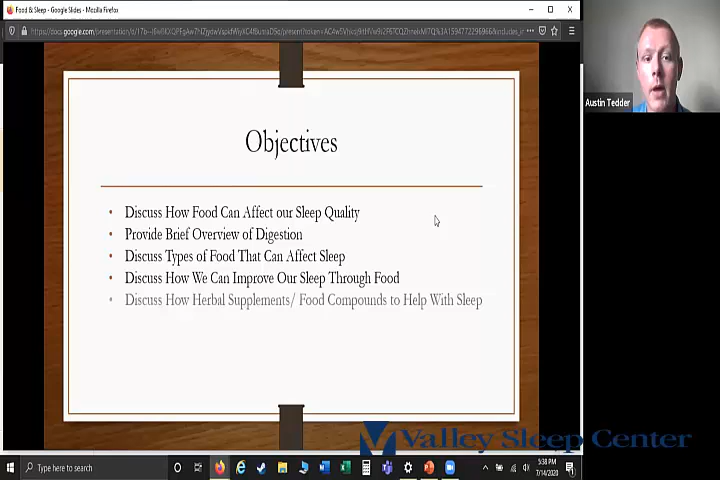 Food & Sleep - Google Slides - Mozilla Firefox
Austin Tedder
Objectives
Discuss How Food Can Affect our Sleep Quality
Provide Brief Overview of Digestion
Discuss Types of Food That Can Affect Sleep
Discuss How We Can Improve Our Sleep Through Food
Discuss How Herbal Supplements/ Food Compounds to Help With Sleep
Valley Sleep Center
Type here to search
5:38 PM
7/14/2020